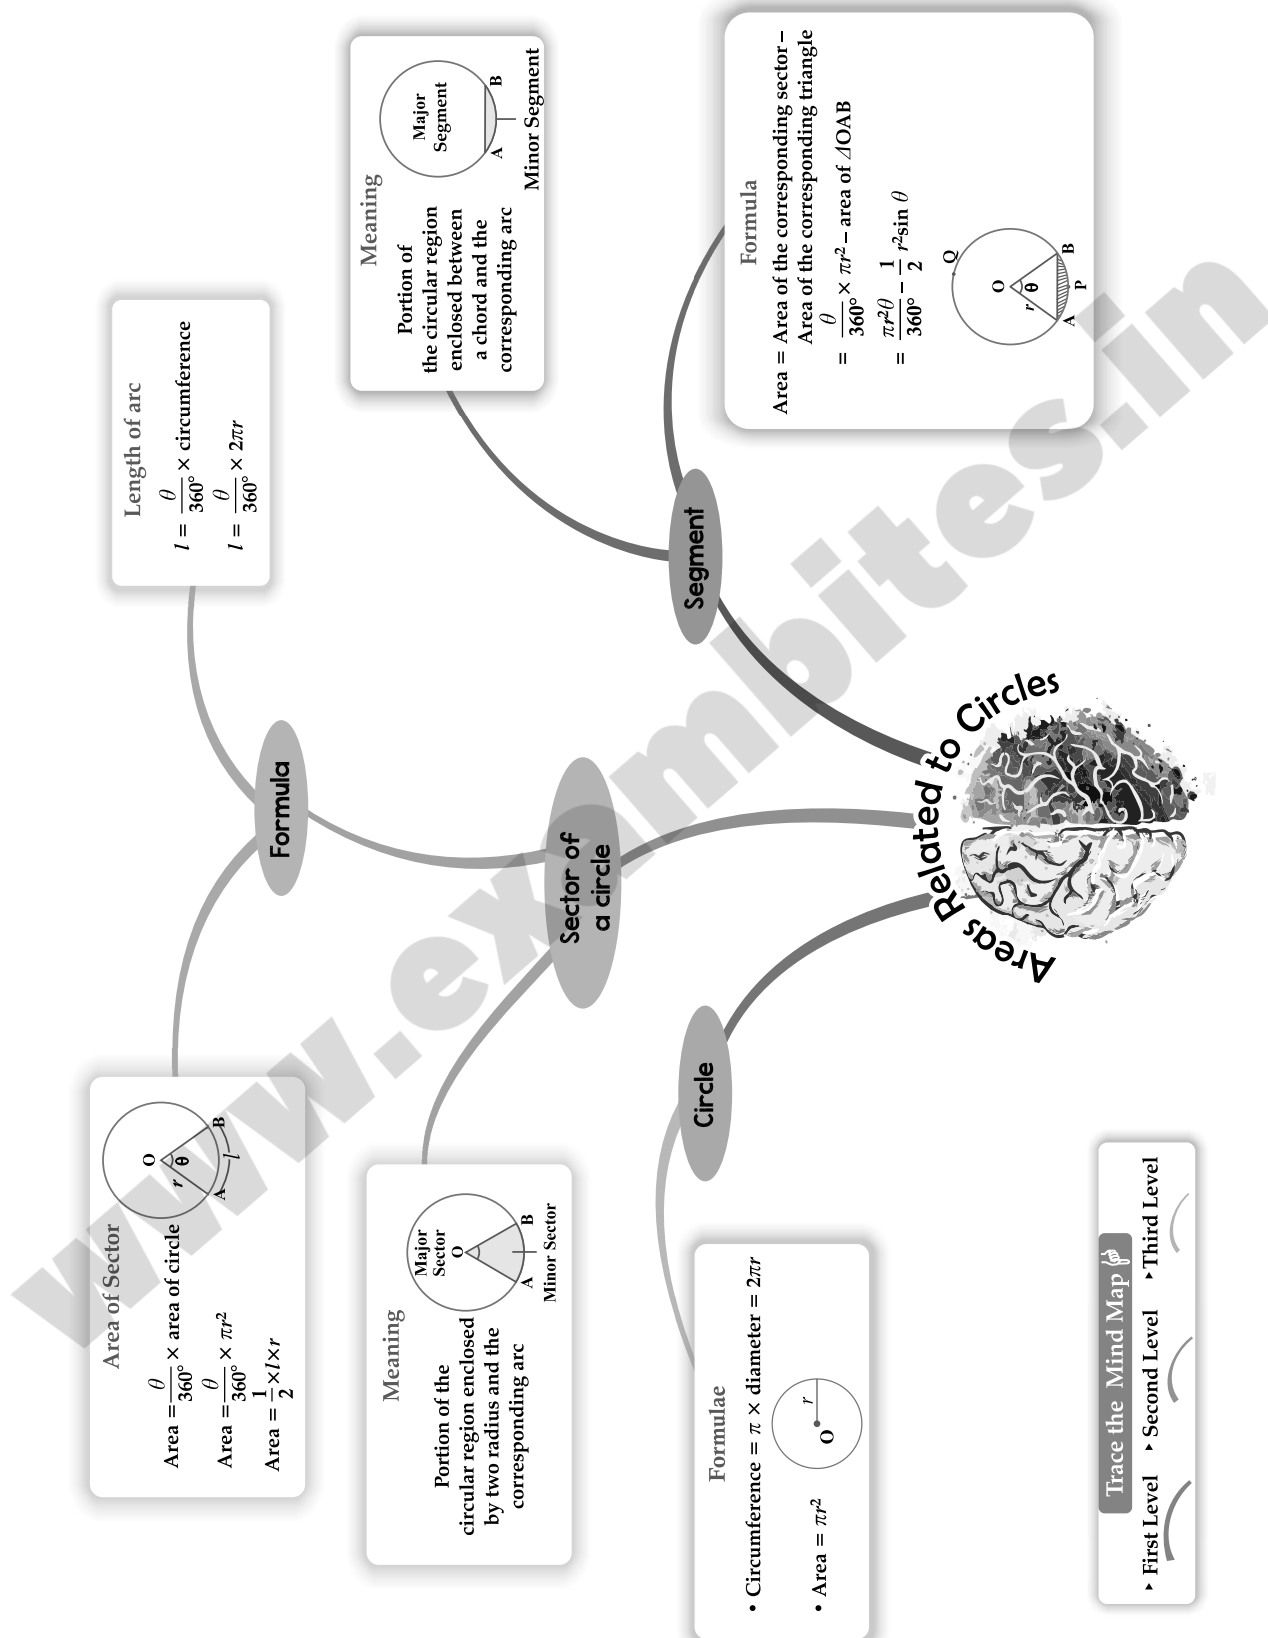 Areas Related to Circles
Circle
Formulae
• Circumference = π × diameter = 2πr
• Area = πr²
O
r
Sector of
a circle
Meaning
Portion of the
circular region enclosed
by two radius and the
corresponding arc
Major
Sector
O
A
B
Minor Sector
Formula
Area of Sector
Area = θ/360° × area of circle
Area = θ/360° × πr²
Area = 1/2 × l × r
O
r
θ
A
B
l
Length of arc
l = θ/360° × circumference
l = θ/360° × 2πr
Segment
Meaning
Portion of
the circular region
enclosed between
a chord and the
corresponding arc
Major
Segment
A
B
Minor Segment
Formula
Area = Area of the corresponding sector –
Area of the corresponding triangle
= θ/360° × πr² – area of ΔOAB
= πr²θ/360° – 1/2 r² sin θ
Q
O
r
θ
A
B
P
Trace the Mind Map
▸ First Level ▸ Second Level ▸ Third Level
www.exambites.in